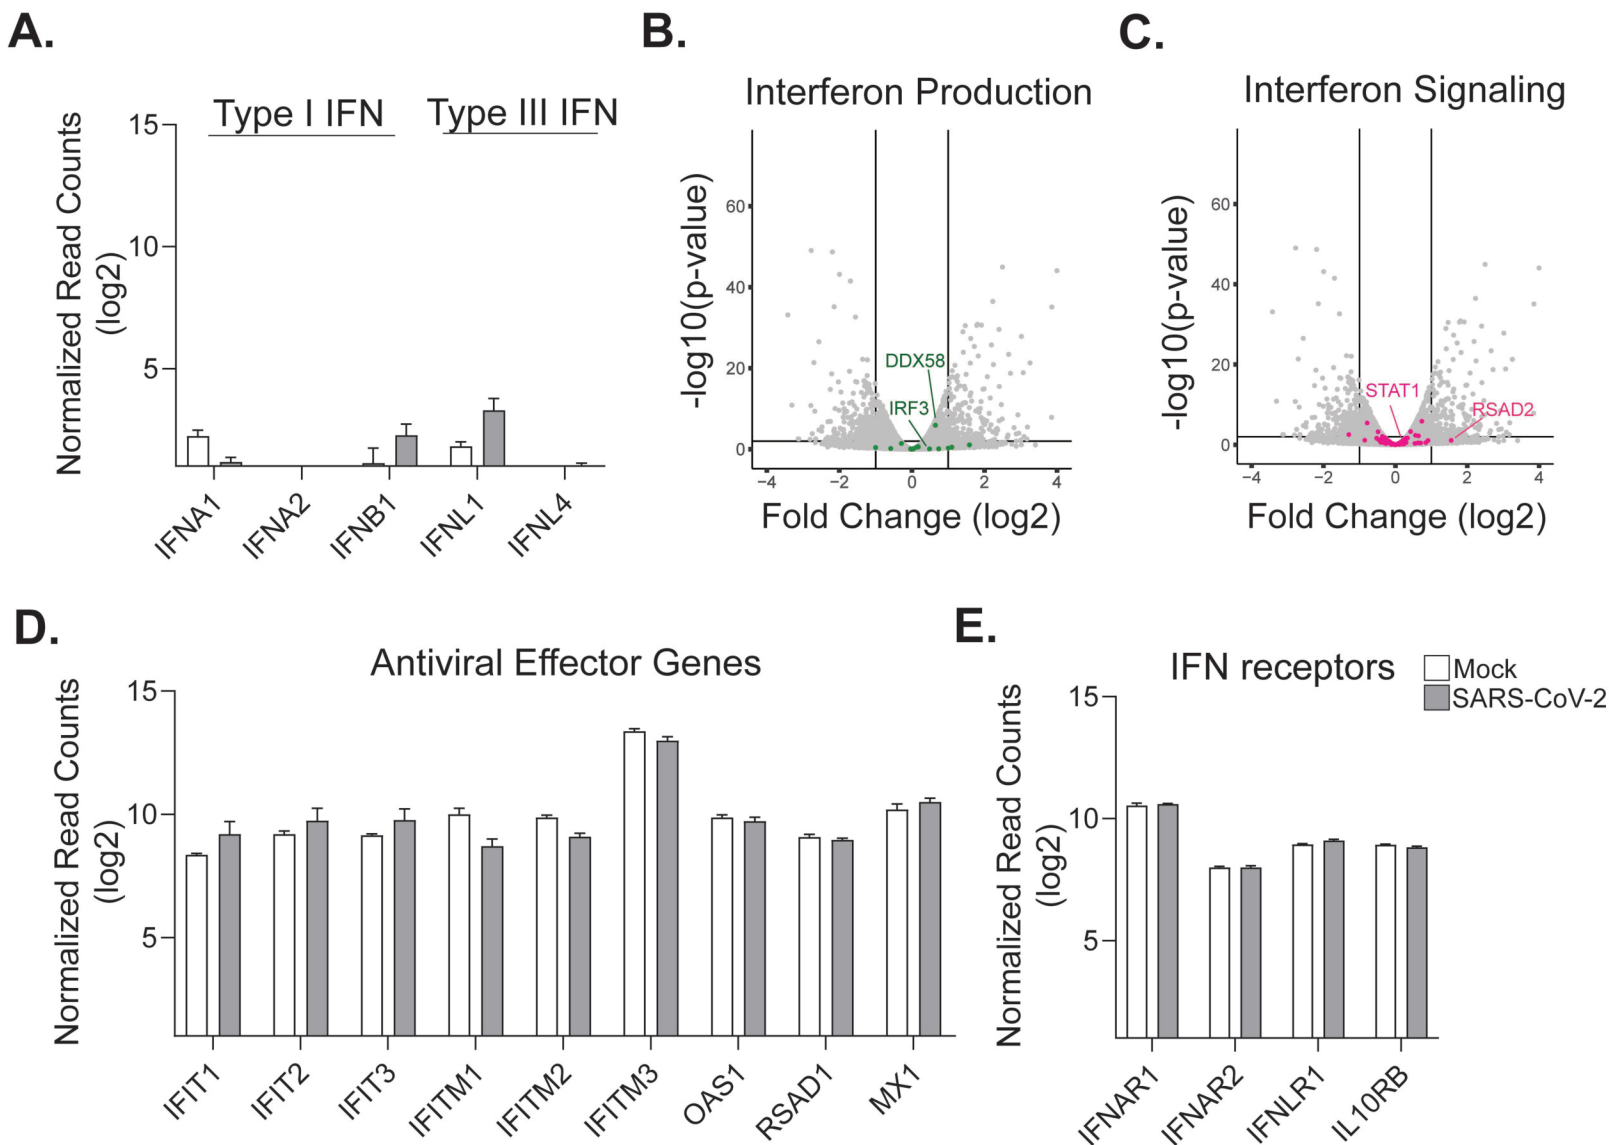 A.
Type I IFN
Type III IFN
Normalized Read Counts
(log2)
15
10
5
IFNA1
IFNA2
IFNB1
IFNL1
IFNL4
B.
Interferon Production
-log10(p-value)
60
40
20
0
DDX58
IRF3
−4
−2
0
2
4
Fold Change (log2)
C.
Interferon Signaling
-log10(p-value)
60
40
20
0
STAT1
RSAD2
−4
−2
0
2
4
Fold Change (log2)
D.
Antiviral Effector Genes
Normalized Read Counts
(log2)
15
10
5
IFIT1
IFIT2
IFIT3
IFITM1
IFITM2
IFITM3
OAS1
RSAD1
MX1
E.
IFN receptors
Mock
SARS-CoV-2
Normalized Read Counts
(log2)
15
10
5
IFNAR1
IFNAR2
IFNLR1
IL10RB